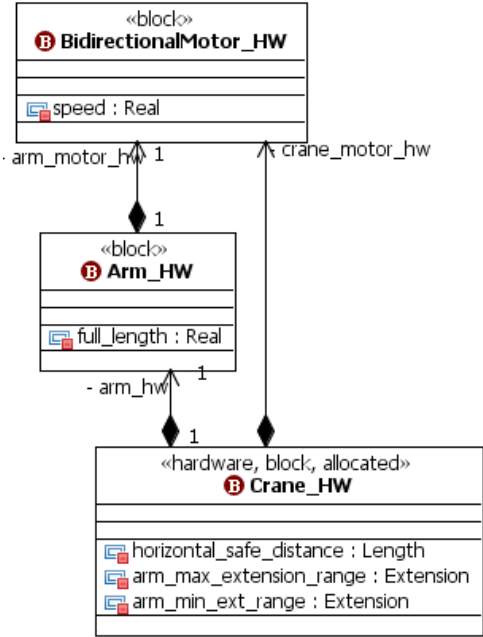 «block»
B BidirectionalMotor_HW
speed : Real
- arm_motor_hw 1
- crane_motor_hw
1
«block»
B Arm_HW
full_length : Real
- arm_hw 1
1
«hardware, block, allocated»
B Crane_HW
horizontal_safe_distance : Length
arm_max_extension_range : Extension
arm_min_ext_range : Extension